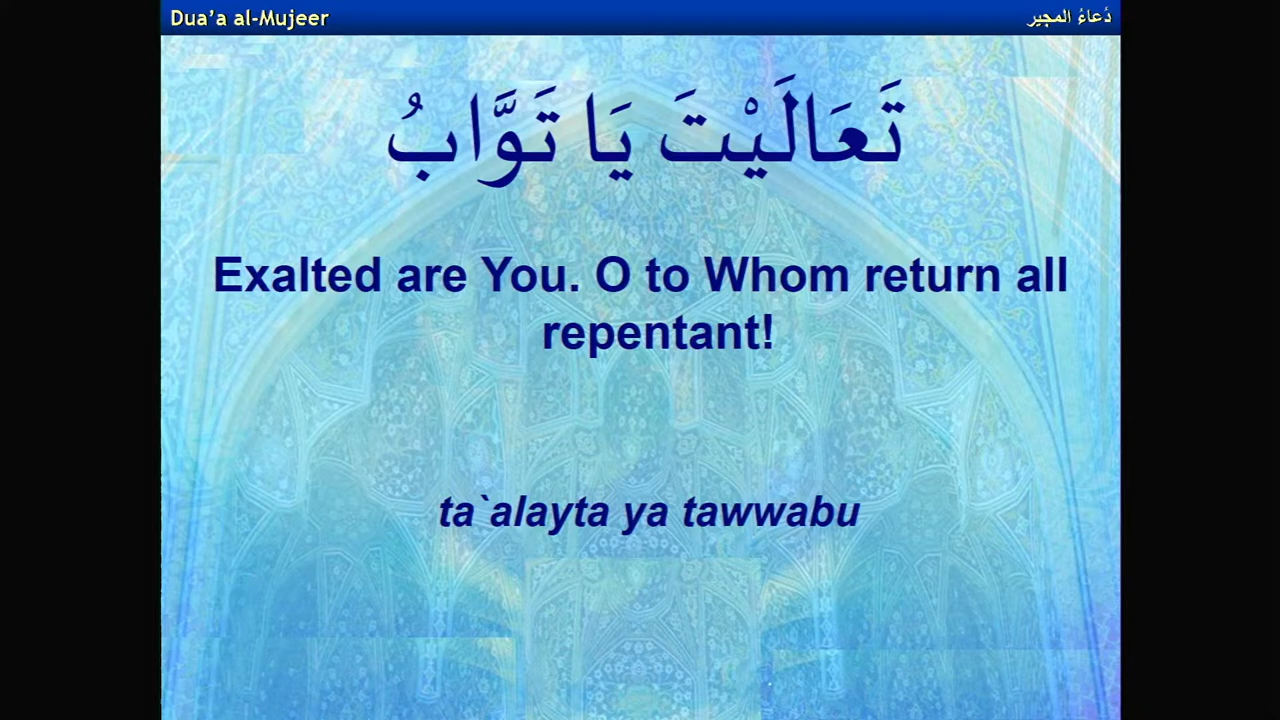 Dua'a al-Mujeer
دُعاءُ المجير
تَعَالَيْتَ يَا تَوَّابُ
Exalted are You. O to Whom return all
repentant!
ta`alayta ya tawwabu